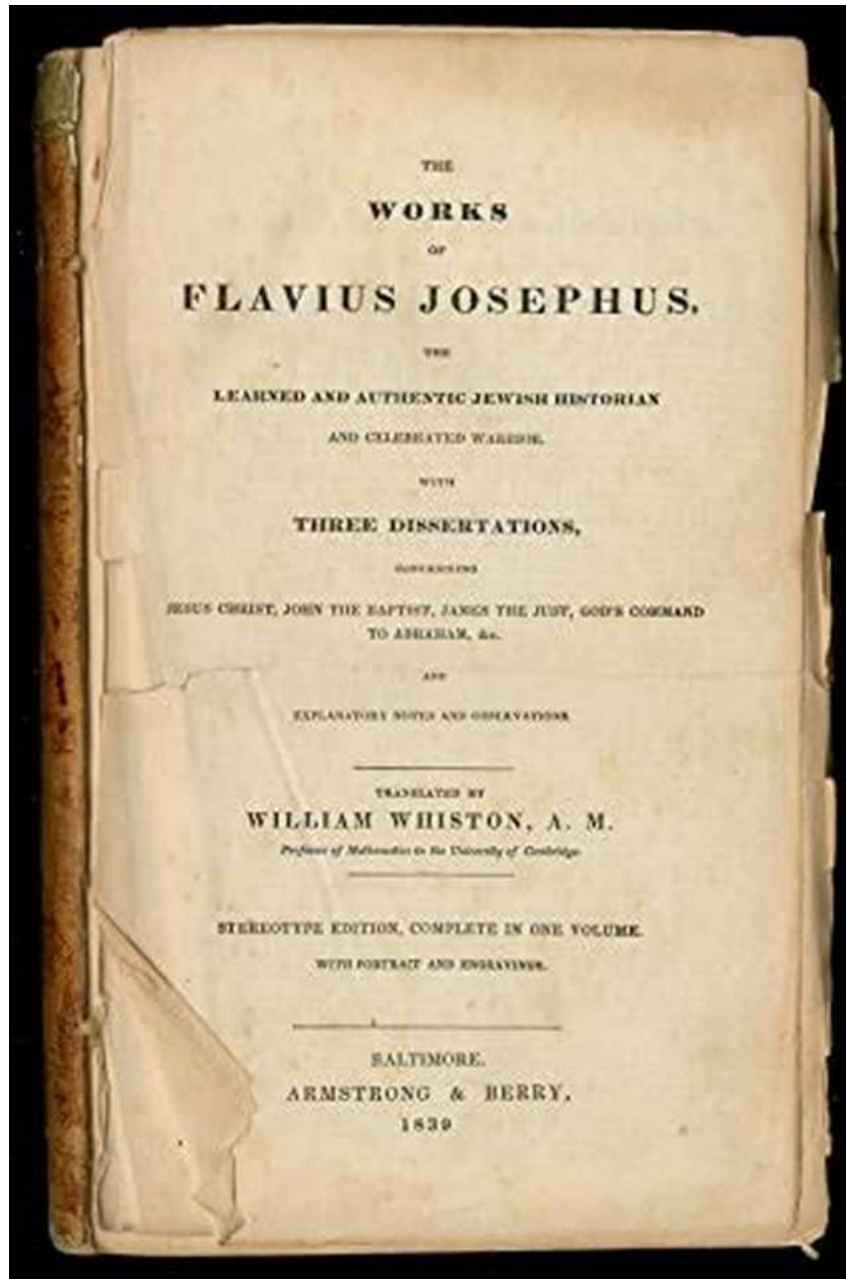 THE
WORKS
OF
FLAVIUS JOSEPHUS.
THE
LEARNED AND AUTHENTIC JEWISH HISTORIAN
AND CELEBRATED WARRIOR.
WITH
THREE DISSERTATIONS,
CONCERNING
JESUS CHRIST, JOHN THE BAPTIST, JAMES THE JUST, GOD'S COMMAND
TO ABRAHAM, &c.
AND
EXPLANATORY NOTES AND OBSERVATIONS.
TRANSLATED BY
WILLIAM WHISTON, A. M.
Professor of Mathematics in the University of Cambridge.
STEREOTYPE EDITION, COMPLETE IN ONE VOLUME.
WITH PORTRAIT AND ENGRAVINGS.
BALTIMORE.
ARMSTRONG & BERRY,
1839